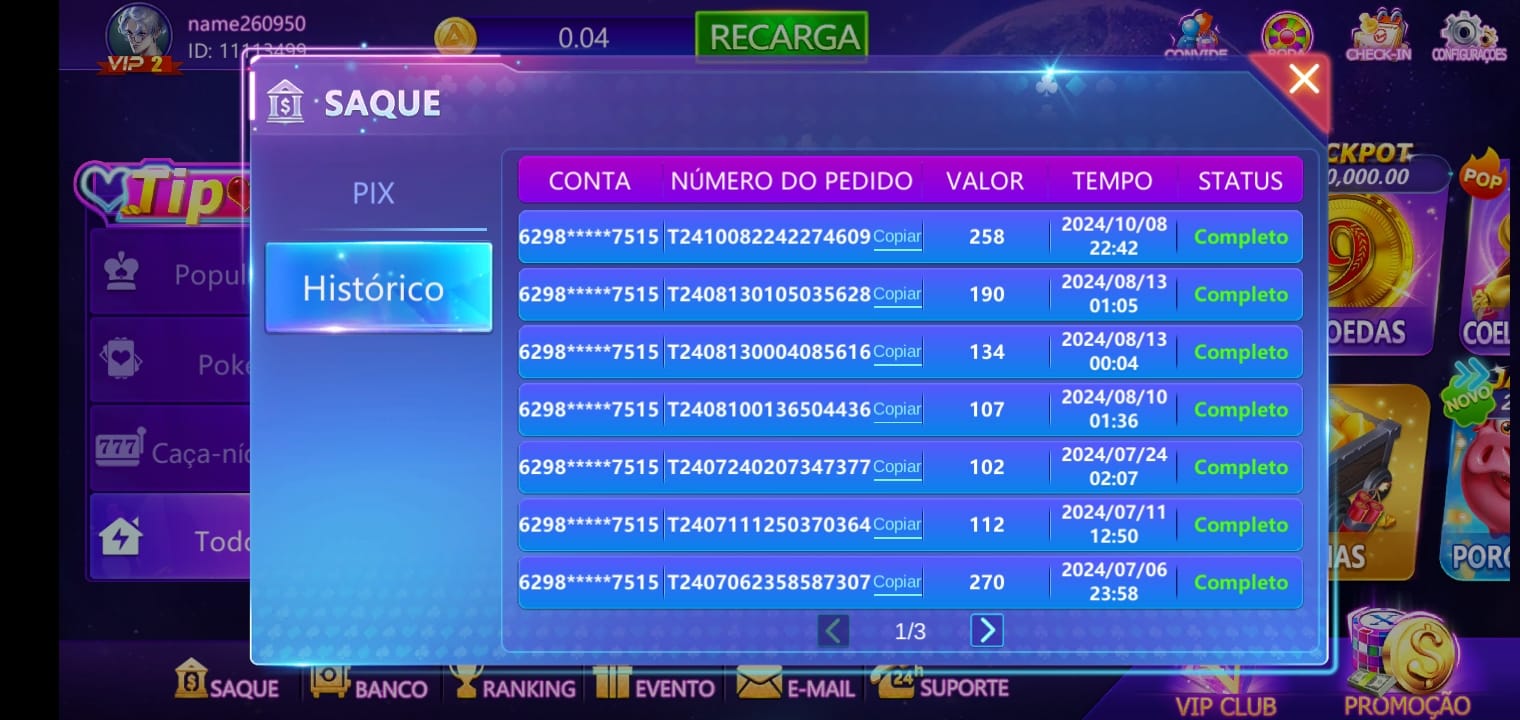 name260950
ID: 11113499
VIP 2
0.04
RECARGA
CONVIDE
RODA
CHECK-IN
CONFIGURAÇÕES
SAQUE
PIX
Histórico
CONTA NÚMERO DO PEDIDO VALOR TEMPO STATUS
6298*****7515 T2410082242274609 Copiar 258 2024/10/08 22:42 Completo
6298*****7515 T2408130105035628 Copiar 190 2024/08/13 01:05 Completo
6298*****7515 T2408130004085616 Copiar 134 2024/08/13 00:04 Completo
6298*****7515 T2408100136504436 Copiar 107 2024/08/10 01:36 Completo
6298*****7515 T2407240207347377 Copiar 102 2024/07/24 02:07 Completo
6298*****7515 T2407111250370364 Copiar 112 2024/07/11 12:50 Completo
6298*****7515 T2407062358587307 Copiar 270 2024/07/06 23:58 Completo
1/3
Tip
Popul
Poke
777
Caça-níc
Todo
CKPOT
0,000.00
POP
OEDAS
COEL
NOVO
NAS
PORC
SAQUE
BANCO
RANKING
EVENTO
E-MAIL
24h
SUPORTE
VIP CLUB
PROMOÇÃO